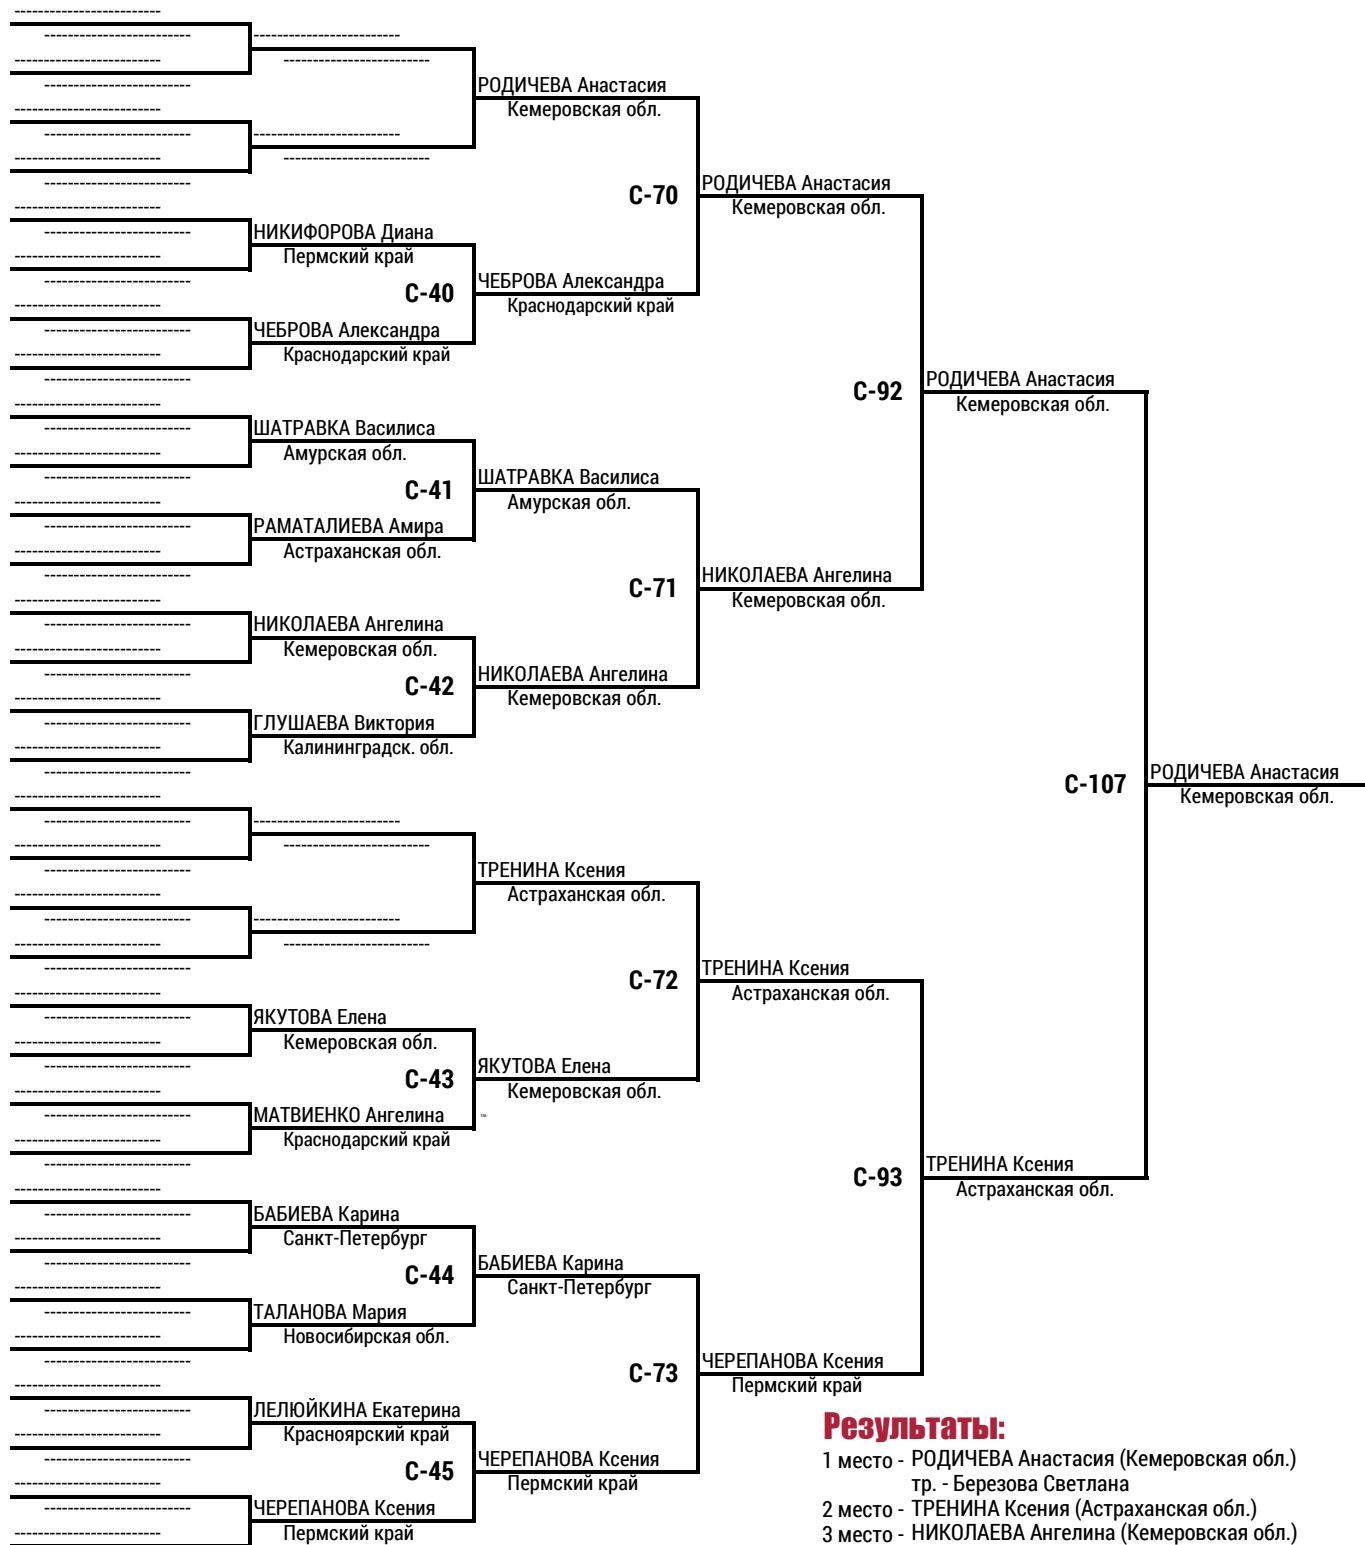 РОДИЧЕВА Анастасия
Кемеровская обл.
C-70
РОДИЧЕВА Анастасия
Кемеровская обл.
НИКИФОРОВА Диана
Пермский край
C-40
ЧЕБРОВА Александра
Краснодарский край
ЧЕБРОВА Александра
Краснодарский край
C-92
РОДИЧЕВА Анастасия
Кемеровская обл.
ШАТРАВКА Василиса
Амурская обл.
C-41
ШАТРАВКА Василиса
Амурская обл.
РАМАТАЛИЕВА Амира
Астраханская обл.
C-71
НИКОЛАЕВА Ангелина
Кемеровская обл.
НИКОЛАЕВА Ангелина
Кемеровская обл.
C-42
НИКОЛАЕВА Ангелина
Кемеровская обл.
ГЛУШАЕВА Виктория
Калининградск. обл.
C-107
РОДИЧЕВА Анастасия
Кемеровская обл.
ТРЕНИНА Ксения
Астраханская обл.
C-72
ТРЕНИНА Ксения
Астраханская обл.
ЯКУТОВА Елена
Кемеровская обл.
C-43
ЯКУТОВА Елена
Кемеровская обл.
МАТВИЕНКО Ангелина
Краснодарский край
C-93
ТРЕНИНА Ксения
Астраханская обл.
БАБИЕВА Карина
Санкт-Петербург
C-44
БАБИЕВА Карина
Санкт-Петербург
ТАЛАНОВА Мария
Новосибирская обл.
C-73
ЧЕРЕПАНОВА Ксения
Пермский край
ЛЕЛЮЙКИНА Екатерина
Красноярский край
C-45
ЧЕРЕПАНОВА Ксения
Пермский край
ЧЕРЕПАНОВА Ксения
Пермский край
Результаты:
1 место - РОДИЧЕВА Анастасия (Кемеровская обл.)
тр. - Березова Светлана
2 место - ТРЕНИНА Ксения (Астраханская обл.)
3 место - НИКОЛАЕВА Ангелина (Кемеровская обл.)